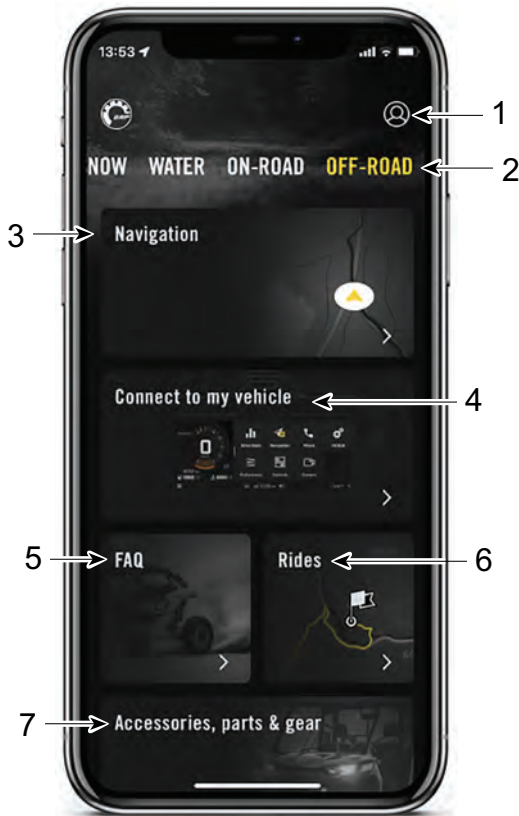 13:53
1
NOW WATER ON-ROAD OFF-ROAD
2
3
Navigation
Connect to my vehicle
4
0
5
FAQ
Rides
6
7
Accessories, parts & gear